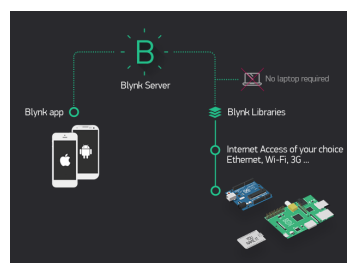 B
Blynk Server
No laptop required
Blynk app
Blynk Libraries
Internet Access of your choice
Ethernet, Wi-Fi, 3G ...